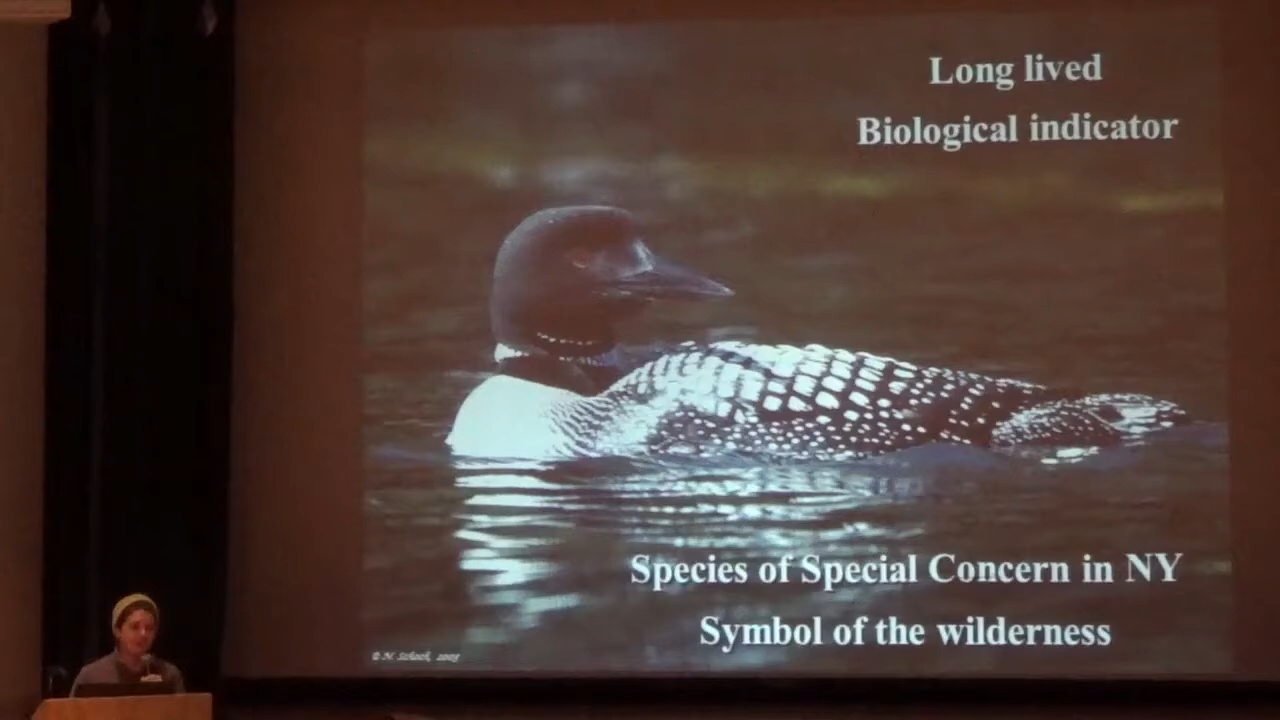 Long lived
Biological indicator
Species of Special Concern in NY
Symbol of the wilderness